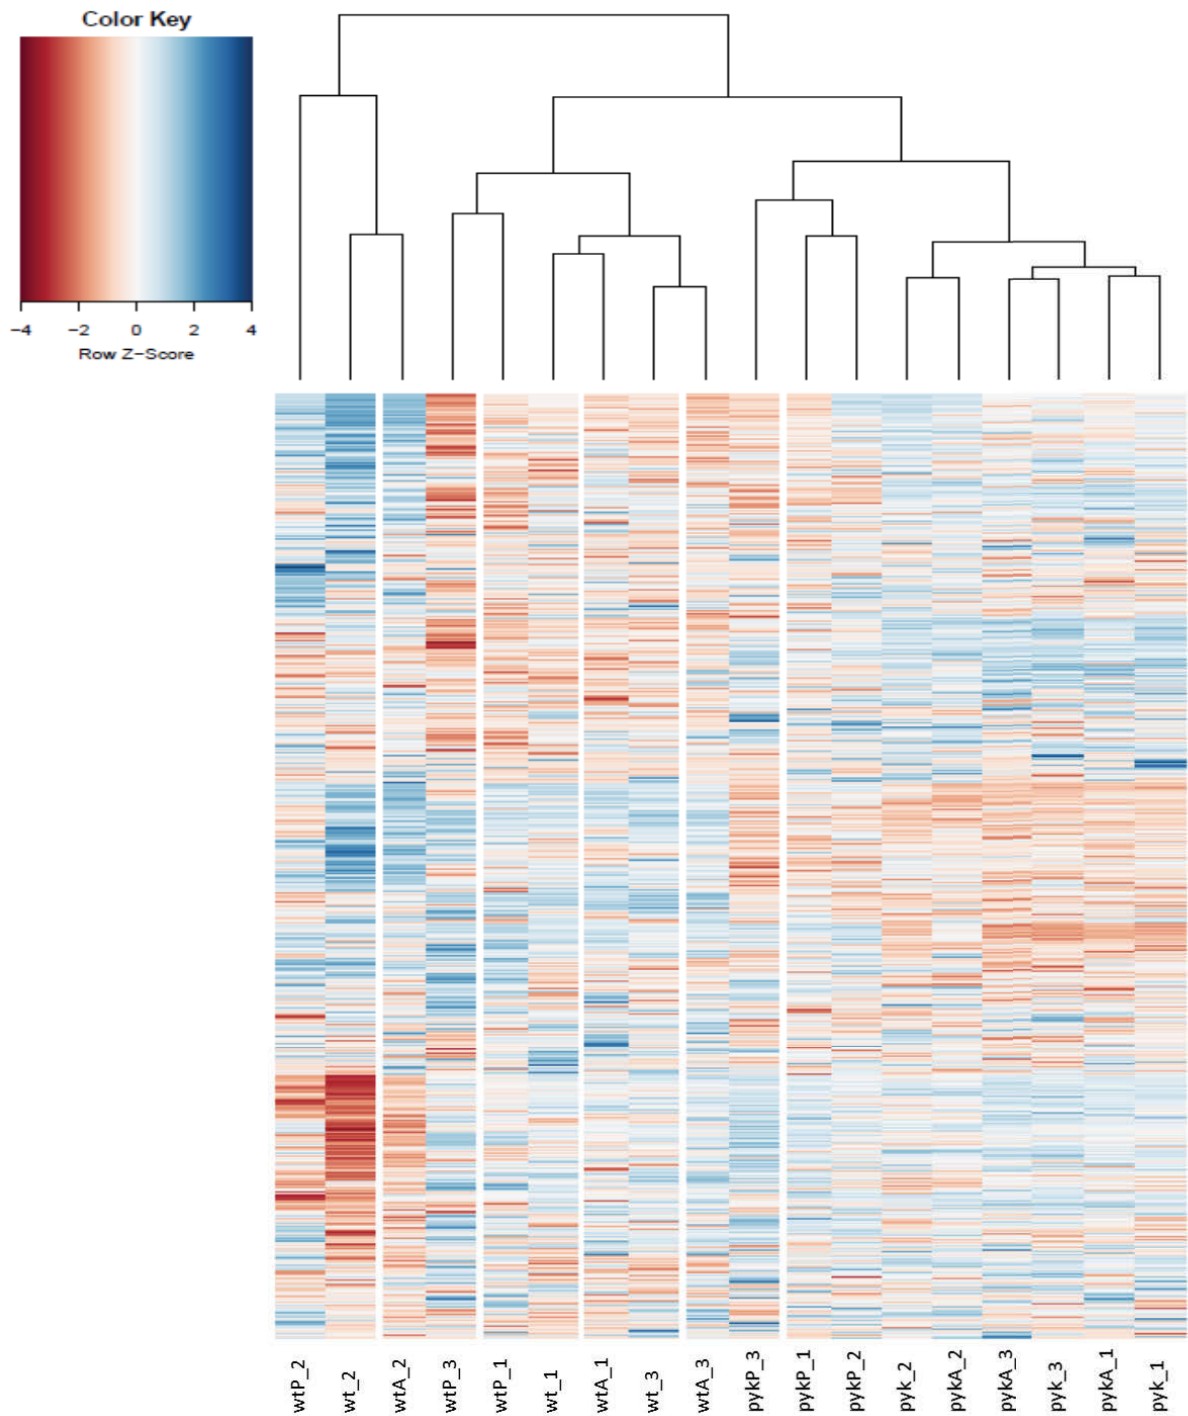 Color Key
−4 −2 0 2 4
Row Z−Score
wtP_2 wt_2 wtA_2 wtP_3 wtP_1 wt_1 wtA_1 wt_3 wtA_3 pykP_3 pykP_1 pykP_2 pyk_2 pykA_2 pykA_3 pyk_3 pykA_1 pyk_1